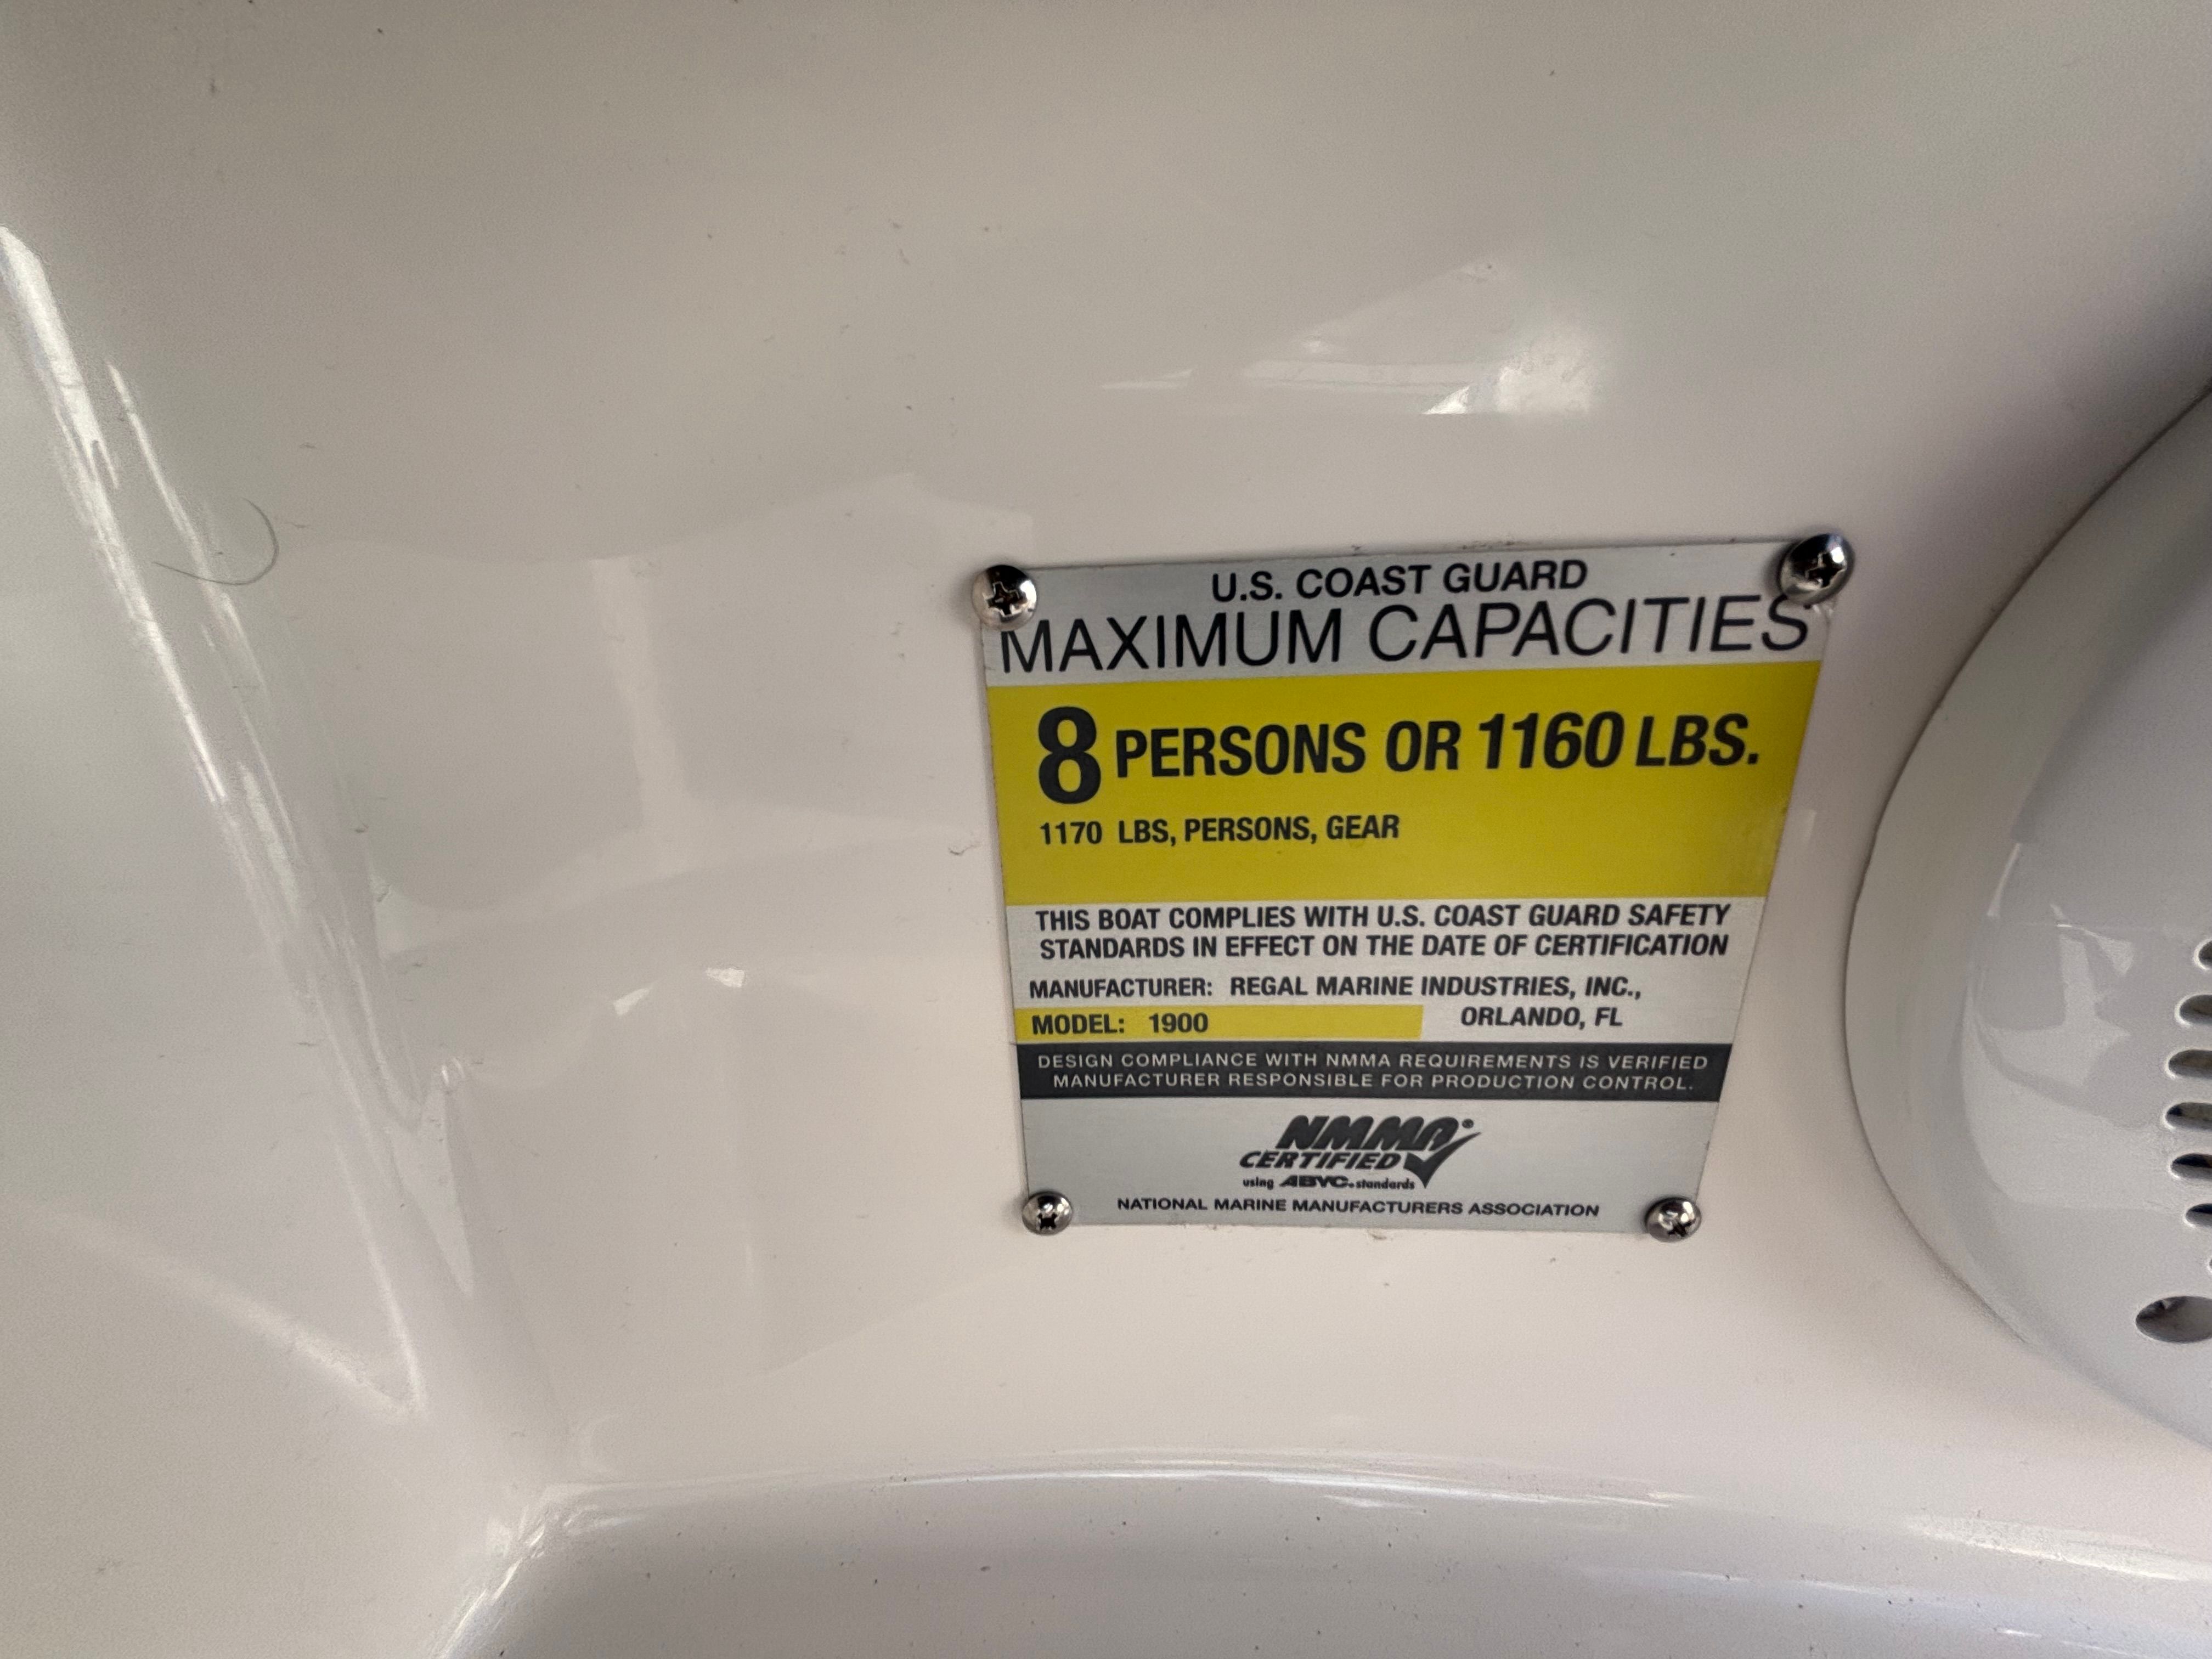 U.S. COAST GUARD
MAXIMUM CAPACITIES
8 PERSONS OR 1160 LBS.
1170 LBS, PERSONS, GEAR
THIS BOAT COMPLIES WITH U.S. COAST GUARD SAFETY
STANDARDS IN EFFECT ON THE DATE OF CERTIFICATION
MANUFACTURER: REGAL MARINE INDUSTRIES, INC.,
MODEL: 1900 ORLANDO, FL
DESIGN COMPLIANCE WITH NMMA REQUIREMENTS IS VERIFIED
MANUFACTURER RESPONSIBLE FOR PRODUCTION CONTROL.
NMMA
CERTIFIED
using ABYC standards
NATIONAL MARINE MANUFACTURERS ASSOCIATION